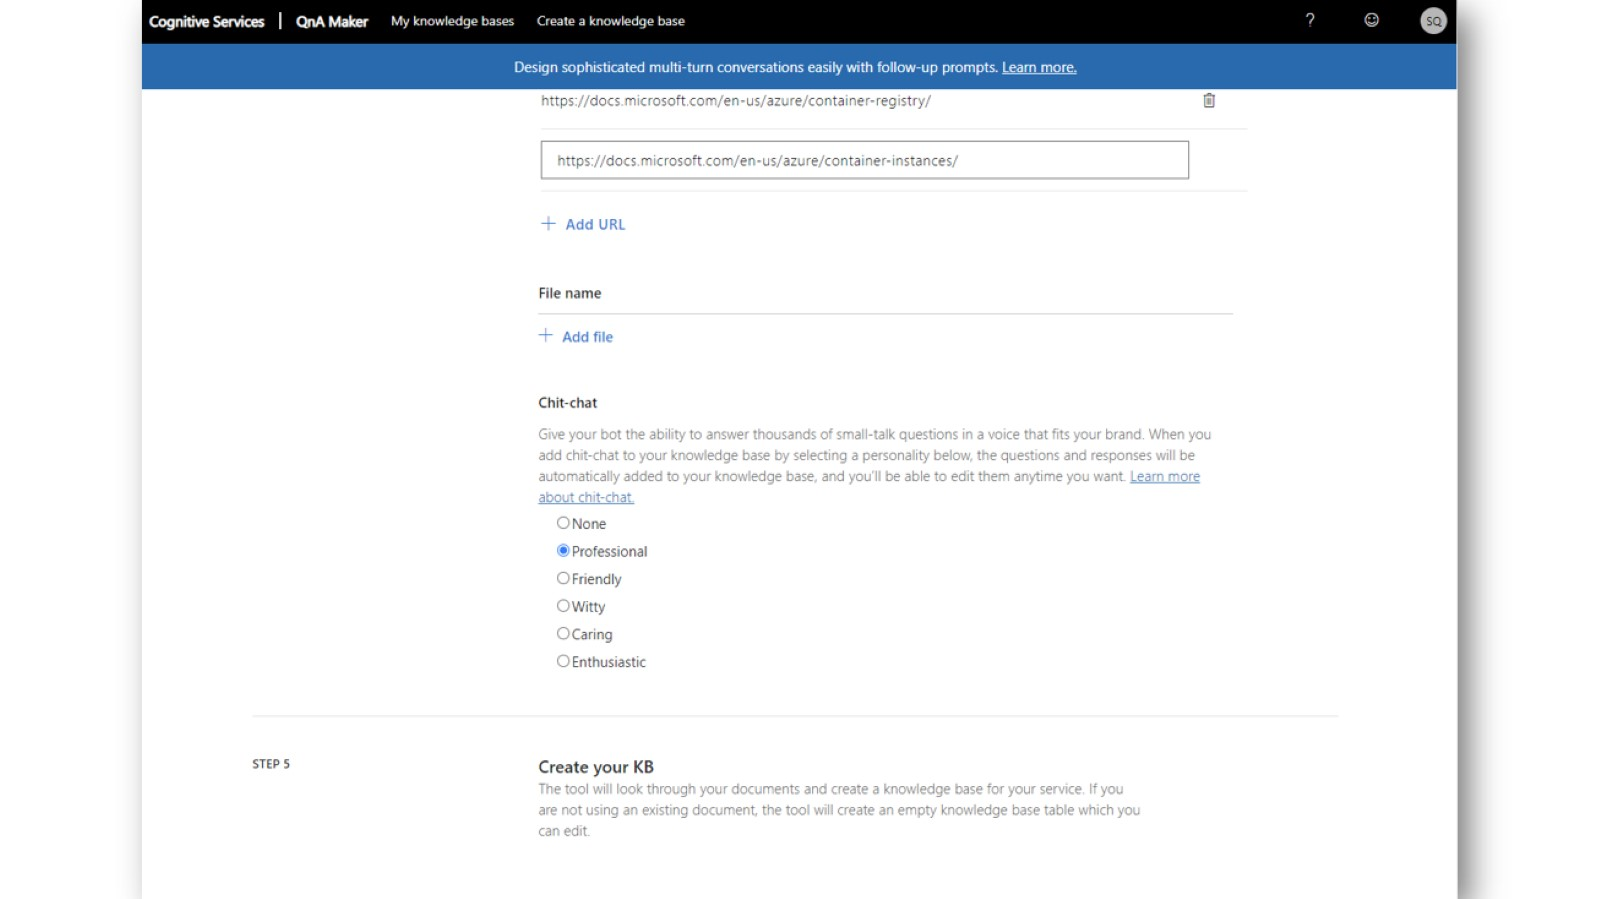 Cognitive Services | QnA Maker My knowledge bases Create a knowledge base ? SQ
Design sophisticated multi-turn conversations easily with follow-up prompts. Learn more.
https://docs.microsoft.com/en-us/azure/container-registry/
https://docs.microsoft.com/en-us/azure/container-instances/
+ Add URL
File name
+ Add file
Chit-chat
Give your bot the ability to answer thousands of small-talk questions in a voice that fits your brand. When you
add chit-chat to your knowledge base by selecting a personality below, the questions and responses will be
automatically added to your knowledge base, and you'll be able to edit them anytime you want. Learn more
about chit-chat.
None
Professional
Friendly
Witty
Caring
Enthusiastic
STEP 5
Create your KB
The tool will look through your documents and create a knowledge base for your service. If you
are not using an existing document, the tool will create an empty knowledge base table which you
can edit.